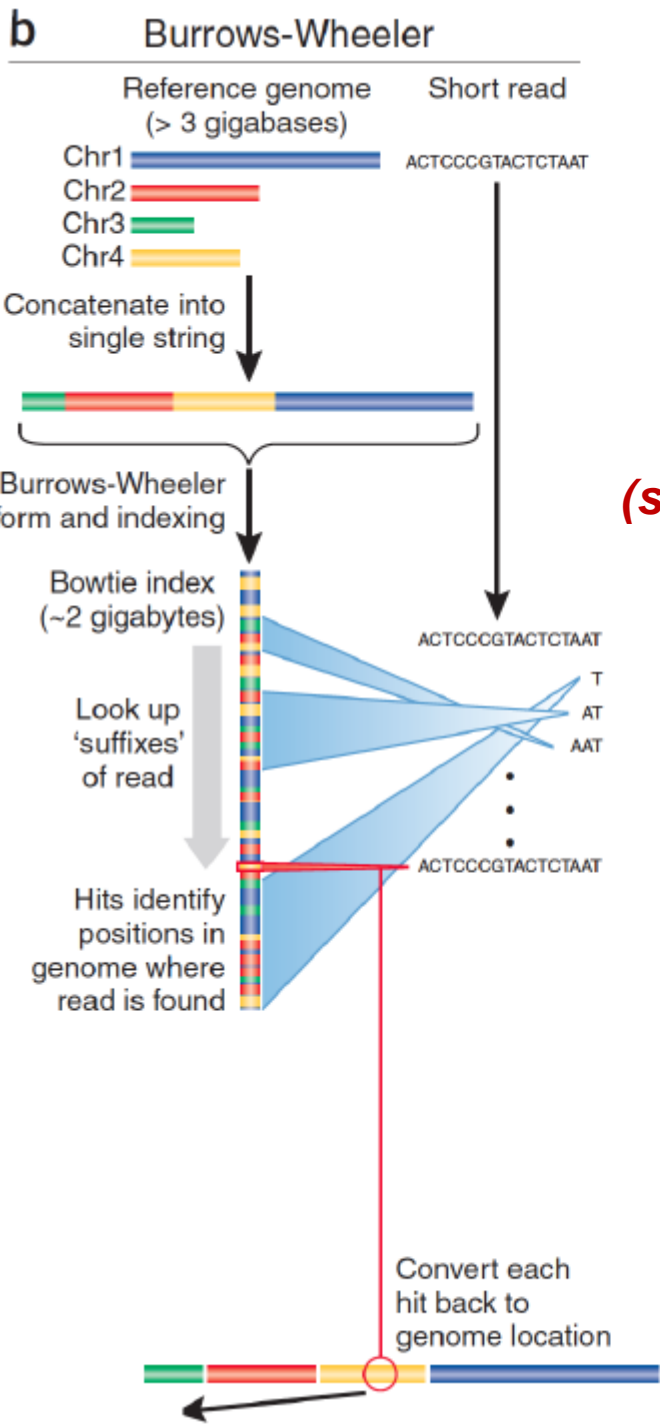 b Burrows-Wheeler
Reference genome
(> 3 gigabases)
Short read
Chr1
ACTCCCGTACTCTAAT
Chr2
Chr3
Chr4
Concatenate into
single string
Burrows-Wheeler
form and indexing
(s
Bowtie index
(~2 gigabytes)
ACTCCCGTACTCTAAT
T
AT
AAT
Look up
‘suffixes’
of read
ACTCCCGTACTCTAAT
Hits identify
positions in
genome where
read is found
Convert each
hit back to
genome location